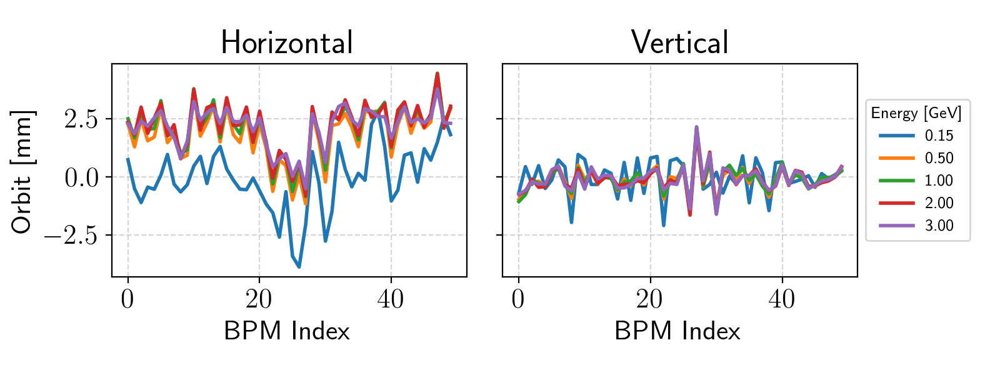 Horizontal
Vertical
Orbit [mm]
2.5
0.0
−2.5
0 20 40
0 20 40
BPM Index
BPM Index
Energy [GeV]
0.15
0.50
1.00
2.00
3.00